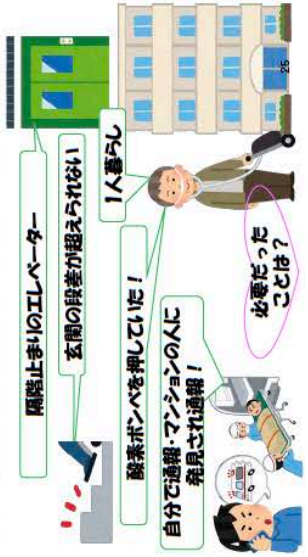 隔階止まりのエレベーター
玄関の段差が超えられない
1人暮らし
酸素ボンベを押していた！
自分で通報・マンションの人に
発見され通報！
必要だった
ことは？
25